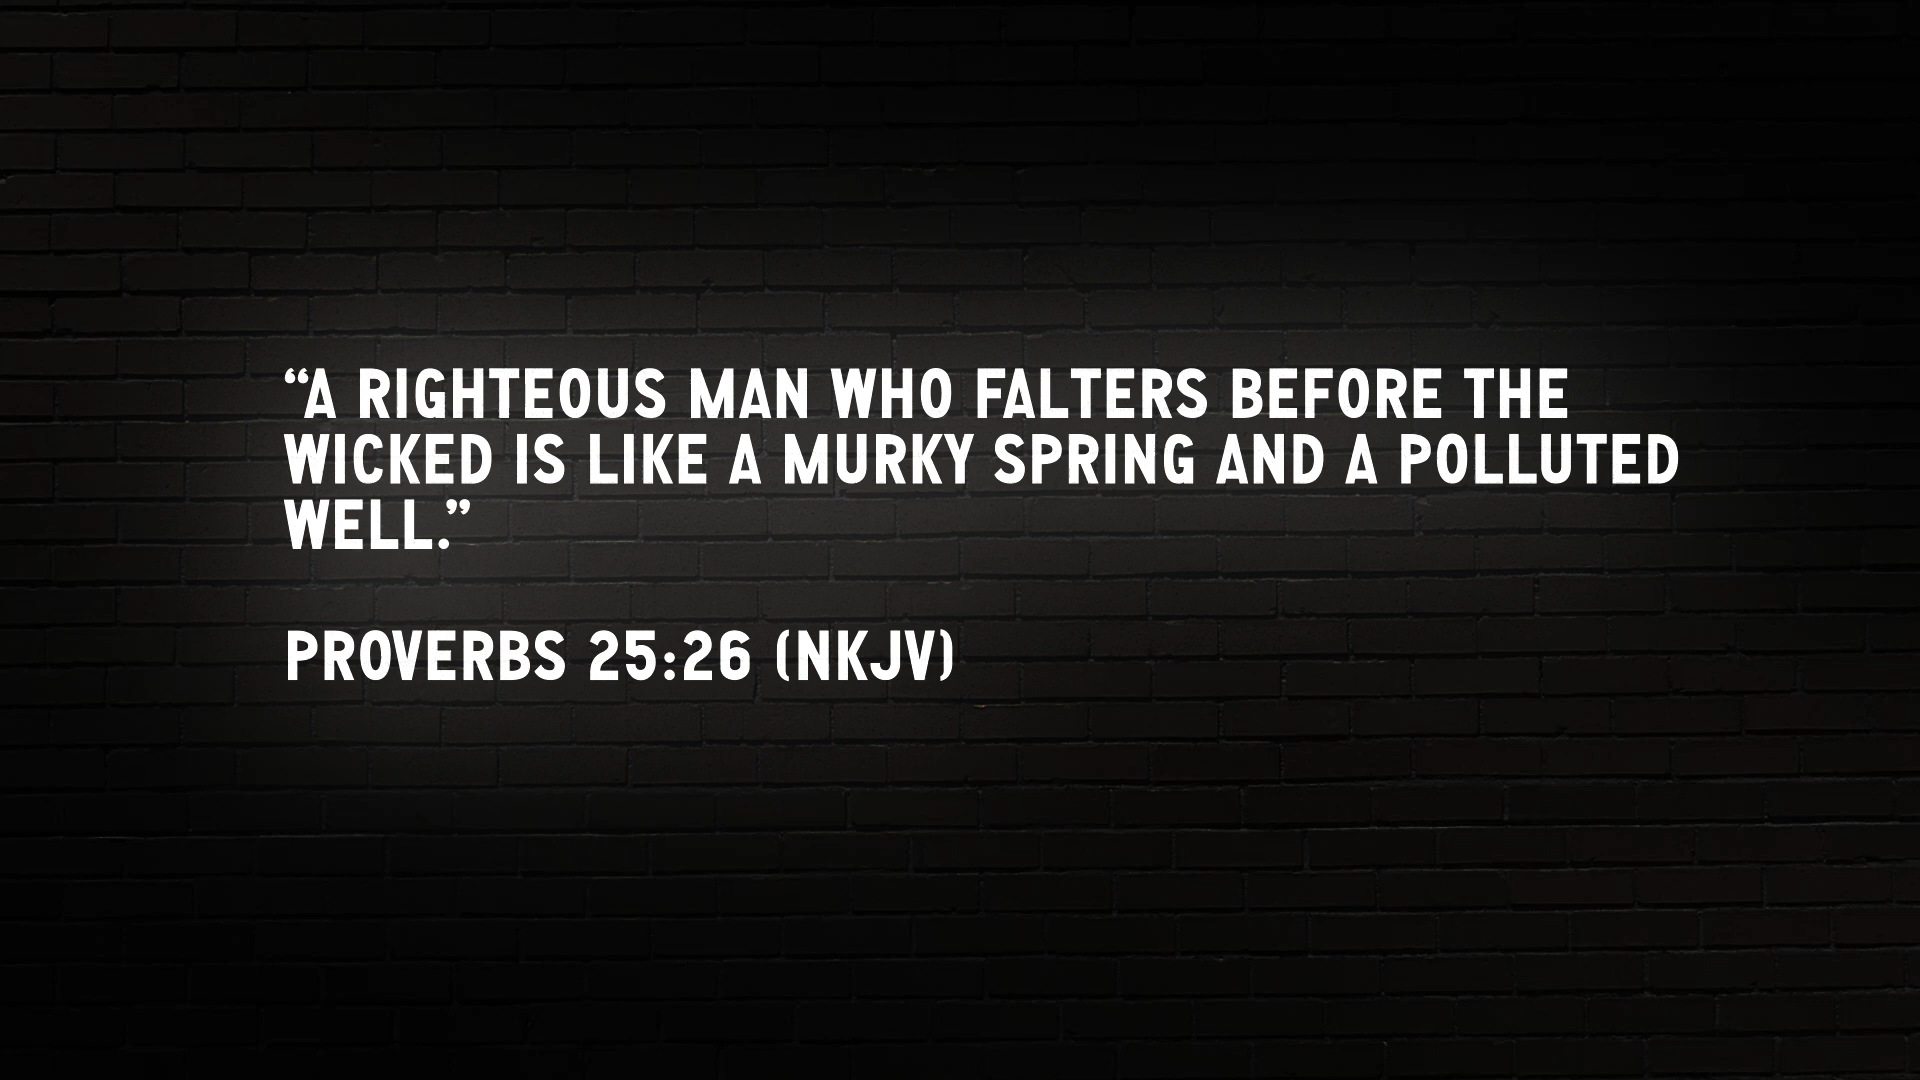 “A RIGHTEOUS MAN WHO FALTERS BEFORE THE
WICKED IS LIKE A MURKY SPRING AND A POLLUTED
WELL.”
PROVERBS 25:26 (NKJV)